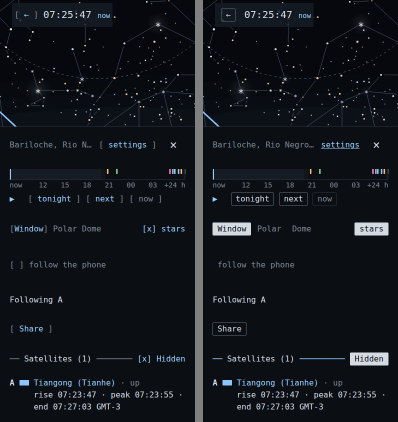 [ ← ] 07:25:47 now .
Bariloche, Rio N… [ settings ] ×
now 12 15 18 21 00 03 +24 h
▶ [ tonight ] [ next ] [ now ]
[Window] Polar Dome [x] stars
[ ] follow the phone
Following A
[ Share ]
Satellites (1) [x] Hidden
A Tiangong (Tianhe) · up
rise 07:23:47 · peak 07:23:55 ·
end 07:27:03 GMT-3
← 07:25:47 now .
Bariloche, Rio Negro… settings ×
now 12 15 18 21 00 03 +24 h
▶ tonight next now
Window Polar Dome stars
follow the phone
Following A
Share
Satellites (1) Hidden
A Tiangong (Tianhe) · up
rise 07:23:47 · peak 07:23:55 ·
end 07:27:03 GMT-3